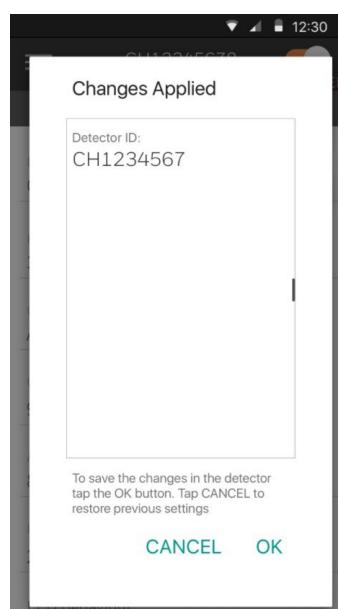 12:30
Changes Applied
Detector ID:
CH1234567
To save the changes in the detector
tap the OK button. Tap CANCEL to
restore previous settings
CANCEL OK